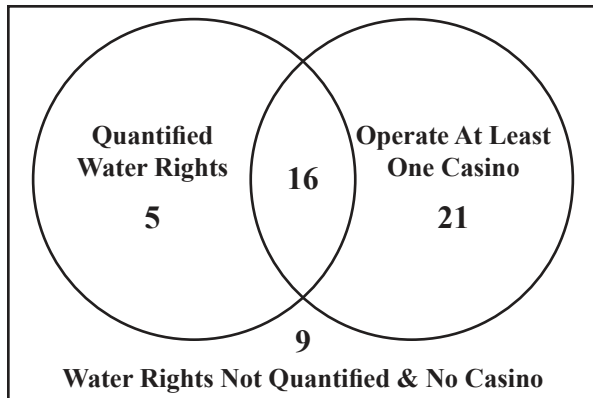 Quantified
Water Rights
5
16
Operate At Least
One Casino
21
9
Water Rights Not Quantified & No Casino